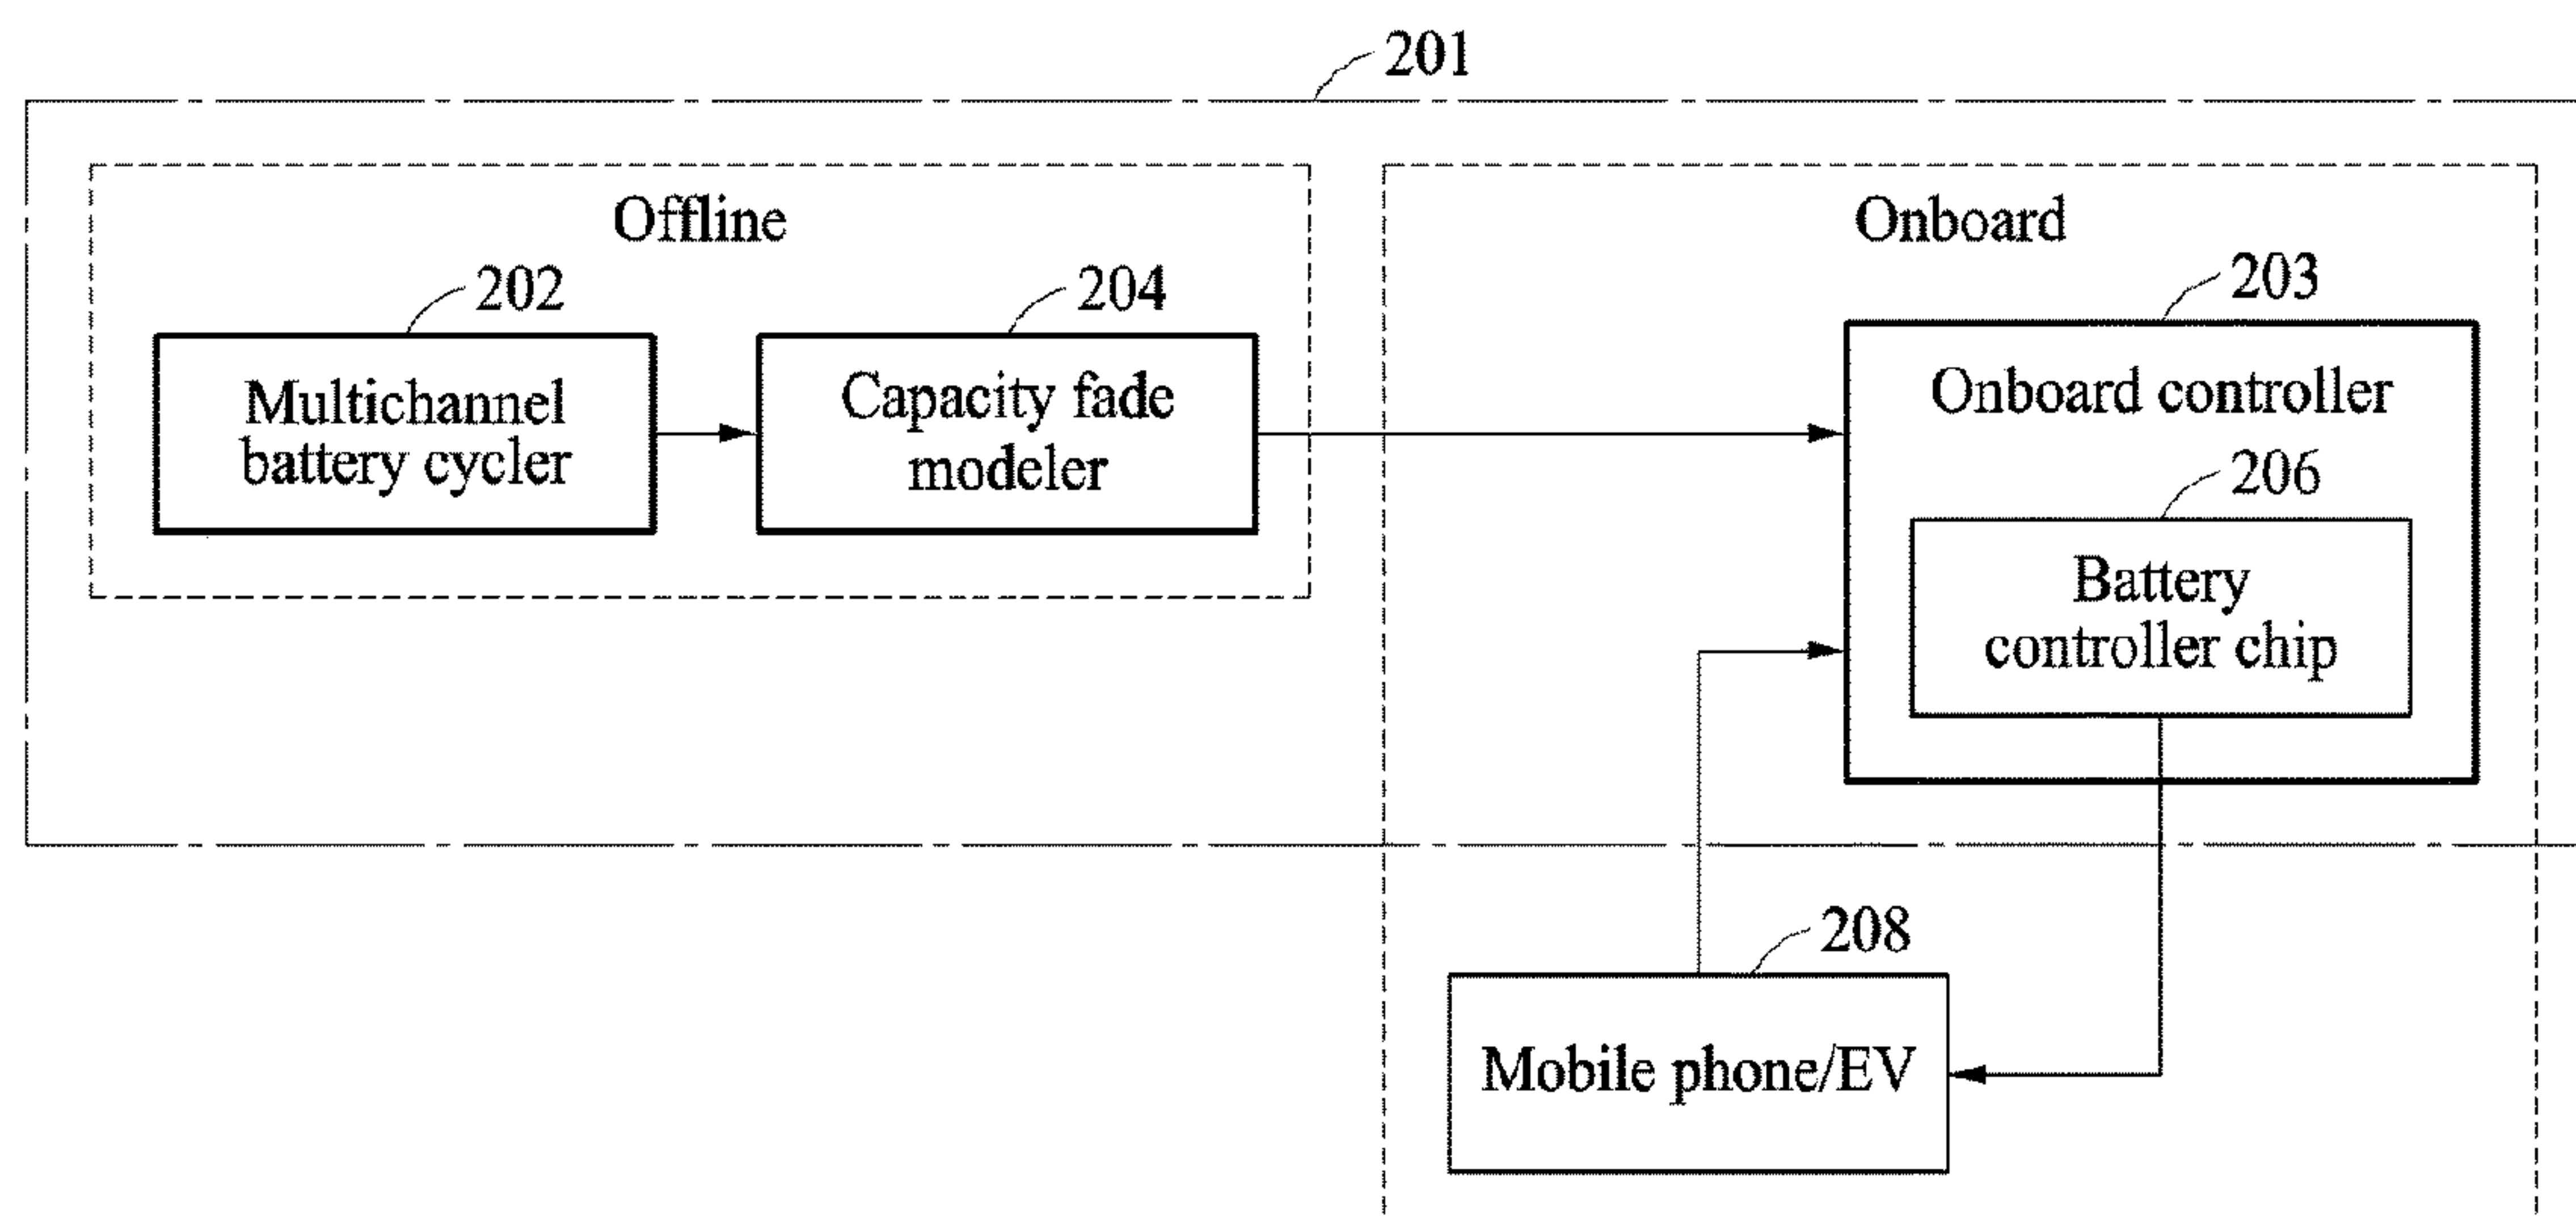 201
Offline
Onboard
202
204
203
Multichannel
battery cycler
Capacity fade
modeler
Onboard controller
206
Battery
controller chip
208
Mobile phone/EV